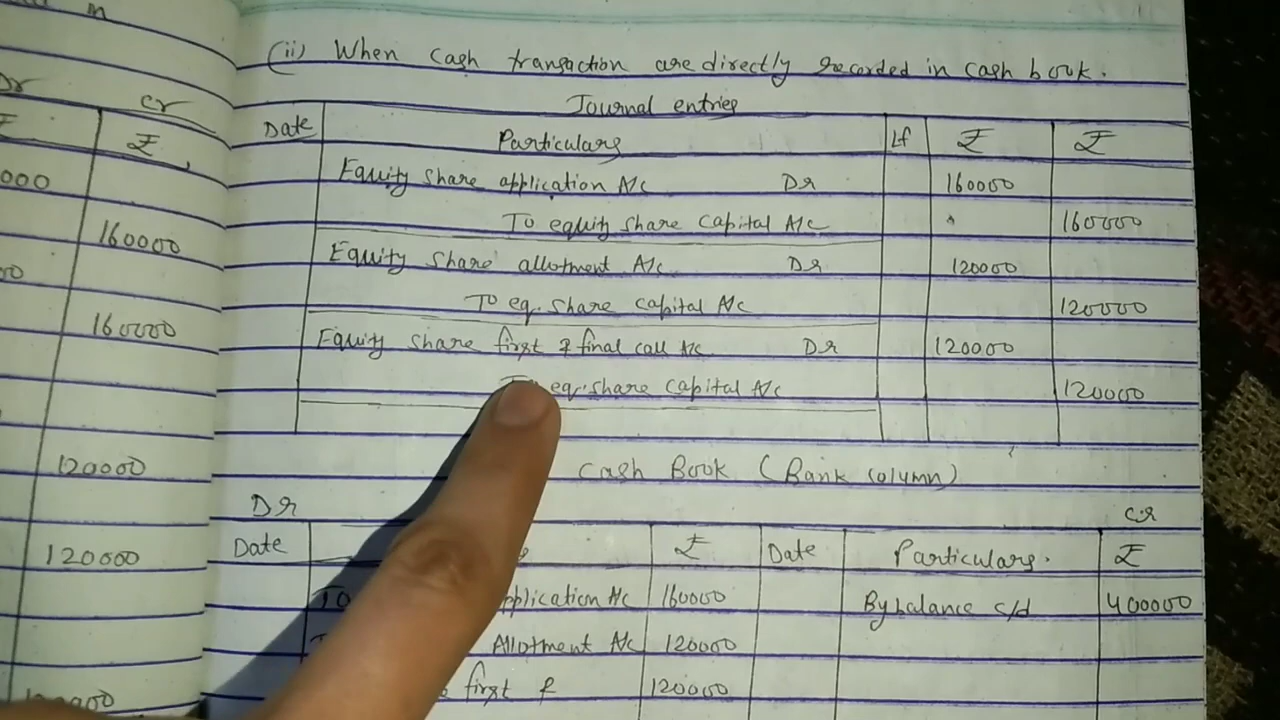 (ii) When cash transaction are directly recorded in cash book.
Journal entries
Dr Cr
Date Particulars Lf ₹ ₹
₹ ₹
000
Equity share application A/c Dr 160000
To equity share capital A/c 160000
160000
Equity share allotment A/c Dr 120000
To eq. share capital A/c 120000
160000
Equity share first & final call A/c Dr 120000
eq. share capital A/c 120000
120000
Cash Book (Bank column)
Dr Cr
120000
Date ₹ Date Particulars. ₹
To application A/c 160000 By balance c/d 400000
Allotment A/c 120000
first & 120000